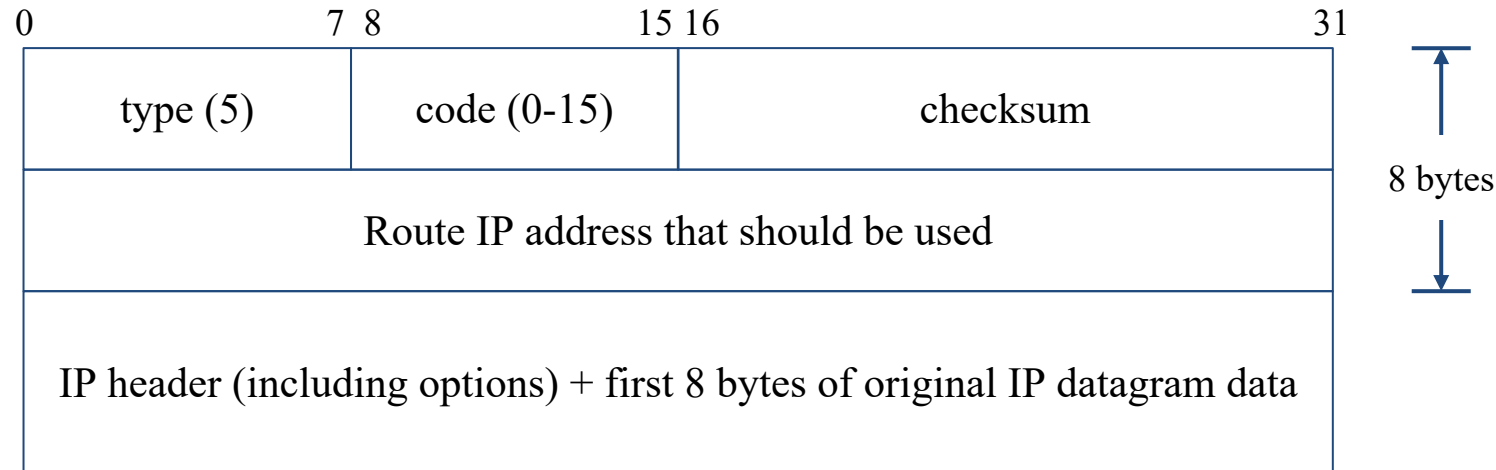 0 7 8 15 16 31
type (5) code (0-15) checksum
8 bytes
Route IP address that should be used
IP header (including options) + first 8 bytes of original IP datagram data